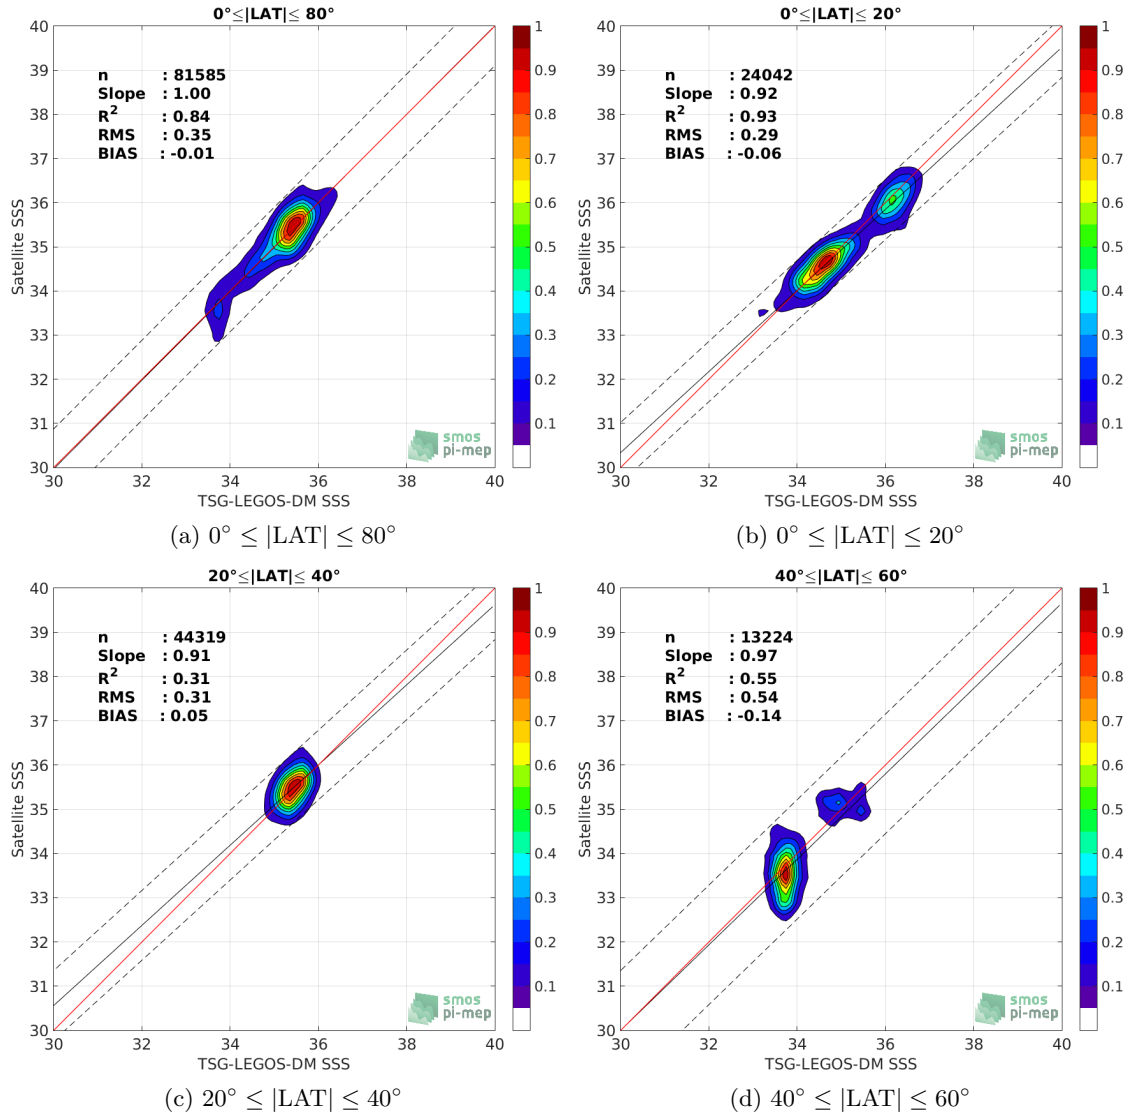 0°≤|LAT|≤ 80°
n : 81585
Slope : 1.00
R² : 0.84
RMS : 0.35
BIAS : -0.01
Satellite SSS
40
39
38
37
36
35
34
33
32
31
30
30 32 34 36 38 40
TSG-LEGOS-DM SSS
1
0.9
0.8
0.7
0.6
0.5
0.4
0.3
0.2
0.1
smos
pi-mep
(a) 0° ≤ |LAT| ≤ 80°
0°≤|LAT|≤ 20°
n : 24042
Slope : 0.92
R² : 0.93
RMS : 0.29
BIAS : -0.06
Satellite SSS
40
39
38
37
36
35
34
33
32
31
30
30 32 34 36 38 40
TSG-LEGOS-DM SSS
1
0.9
0.8
0.7
0.6
0.5
0.4
0.3
0.2
0.1
smos
pi-mep
(b) 0° ≤ |LAT| ≤ 20°
20°≤|LAT|≤ 40°
n : 44319
Slope : 0.91
R² : 0.31
RMS : 0.31
BIAS : 0.05
Satellite SSS
40
39
38
37
36
35
34
33
32
31
30
30 32 34 36 38 40
TSG-LEGOS-DM SSS
1
0.9
0.8
0.7
0.6
0.5
0.4
0.3
0.2
0.1
smos
pi-mep
(c) 20° ≤ |LAT| ≤ 40°
40°≤|LAT|≤ 60°
n : 13224
Slope : 0.97
R² : 0.55
RMS : 0.54
BIAS : -0.14
Satellite SSS
40
39
38
37
36
35
34
33
32
31
30
30 32 34 36 38 40
TSG-LEGOS-DM SSS
1
0.9
0.8
0.7
0.6
0.5
0.4
0.3
0.2
0.1
smos
pi-mep
(d) 40° ≤ |LAT| ≤ 60°